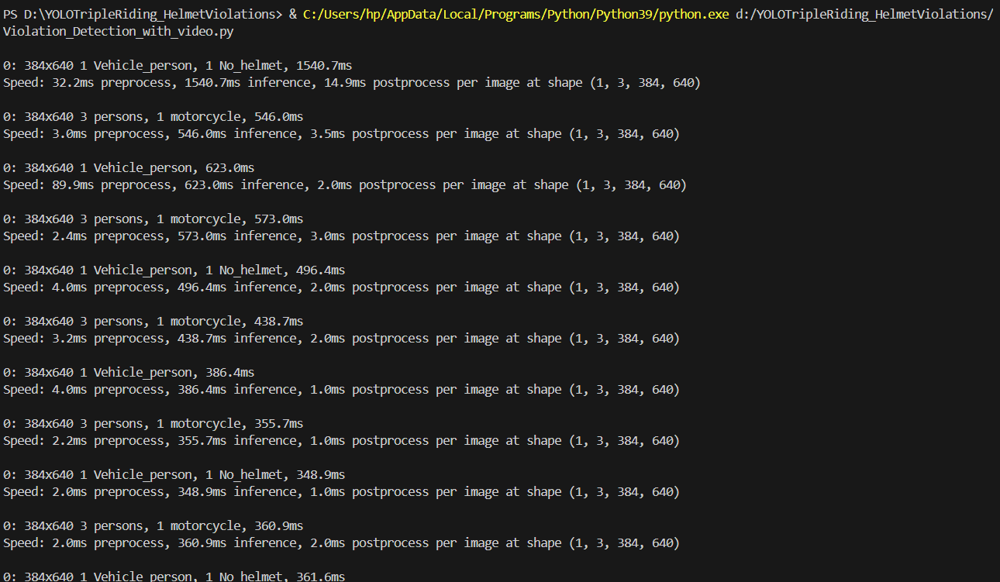 PS D:\YOLOTripleRiding_HelmetViolations> & C:/Users/hp/AppData/Local/Programs/Python/Python39/python.exe d:/YOLOTripleRiding_HelmetViolations/
Violation_Detection_with_video.py
0: 384x640 1 Vehicle_person, 1 No_helmet, 1540.7ms
Speed: 32.2ms preprocess, 1540.7ms inference, 14.9ms postprocess per image at shape (1, 3, 384, 640)
0: 384x640 3 persons, 1 motorcycle, 546.0ms
Speed: 3.0ms preprocess, 546.0ms inference, 3.5ms postprocess per image at shape (1, 3, 384, 640)
0: 384x640 1 Vehicle_person, 623.0ms
Speed: 89.9ms preprocess, 623.0ms inference, 2.0ms postprocess per image at shape (1, 3, 384, 640)
0: 384x640 3 persons, 1 motorcycle, 573.0ms
Speed: 2.4ms preprocess, 573.0ms inference, 3.0ms postprocess per image at shape (1, 3, 384, 640)
0: 384x640 1 Vehicle_person, 1 No_helmet, 496.4ms
Speed: 4.0ms preprocess, 496.4ms inference, 2.0ms postprocess per image at shape (1, 3, 384, 640)
0: 384x640 3 persons, 1 motorcycle, 438.7ms
Speed: 3.2ms preprocess, 438.7ms inference, 2.0ms postprocess per image at shape (1, 3, 384, 640)
0: 384x640 1 Vehicle_person, 386.4ms
Speed: 4.0ms preprocess, 386.4ms inference, 1.0ms postprocess per image at shape (1, 3, 384, 640)
0: 384x640 3 persons, 1 motorcycle, 355.7ms
Speed: 2.2ms preprocess, 355.7ms inference, 1.0ms postprocess per image at shape (1, 3, 384, 640)
0: 384x640 1 Vehicle_person, 1 No_helmet, 348.9ms
Speed: 2.0ms preprocess, 348.9ms inference, 1.0ms postprocess per image at shape (1, 3, 384, 640)
0: 384x640 3 persons, 1 motorcycle, 360.9ms
Speed: 2.0ms preprocess, 360.9ms inference, 2.0ms postprocess per image at shape (1, 3, 384, 640)
0: 384x640 1 Vehicle_person, 1 No_helmet, 361.6ms